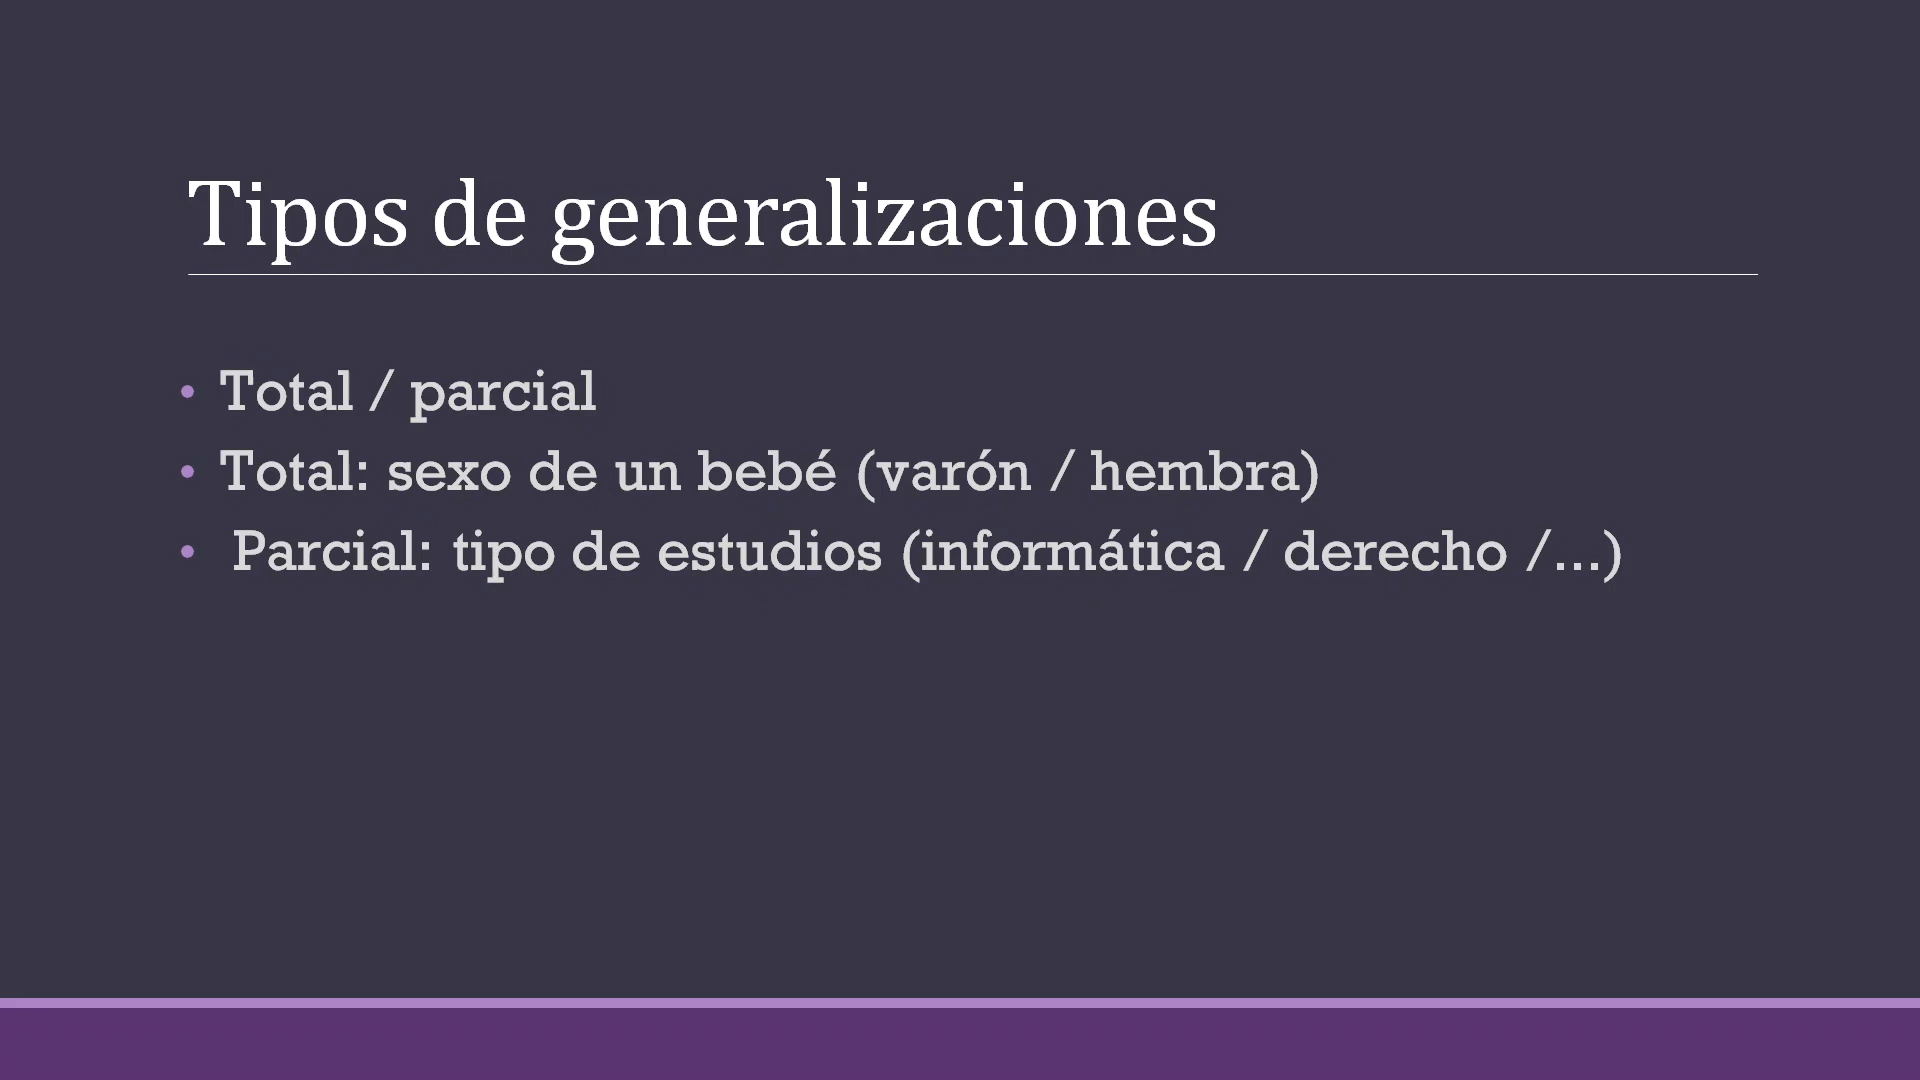 Tipos de generalizaciones
• Total / parcial
• Total: sexo de un bebé (varón / hembra)
• Parcial: tipo de estudios (informática / derecho /...)